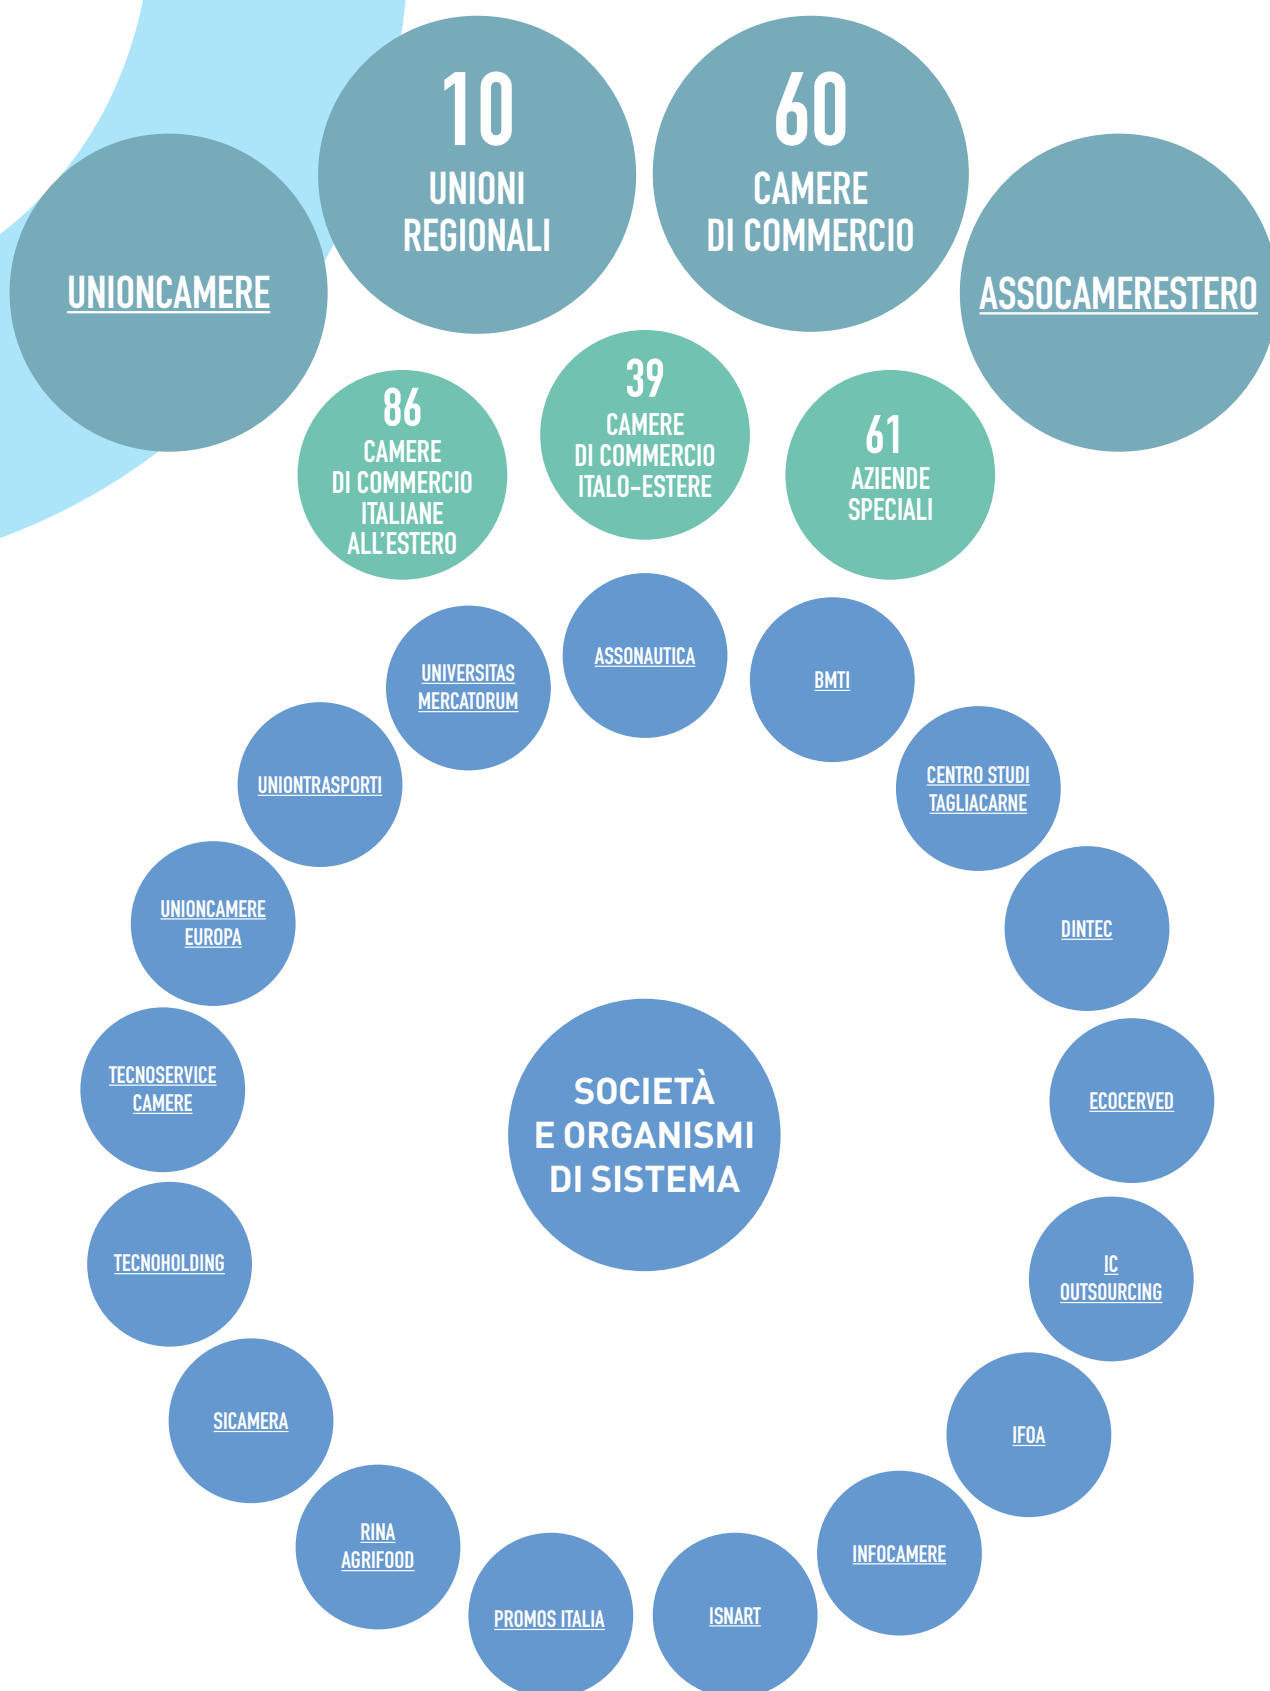 10
UNIONI
REGIONALI
60
CAMERE
DI COMMERCIO
UNIONCAMERE
ASSOCAMERESTERO
86
CAMERE
DI COMMERCIO
ITALIANE
ALL'ESTERO
39
CAMERE
DI COMMERCIO
ITALO-ESTERE
61
AZIENDE
SPECIALI
ASSONAUTICA
BMTI
CENTRO STUDI
TAGLIACARNE
DINTEC
ECOCERVED
IC
OUTSOURCING
IFOA
INFOCAMERE
ISNART
PROMOS ITALIA
RINA
AGRIFOOD
SICAMERA
TECNOHOLDING
TECNOSERVICE
CAMERE
UNIONCAMERE
EUROPA
UNIONTRASPORTI
UNIVERSITAS
MERCATORUM
SOCIETÀ
E ORGANISMI
DI SISTEMA